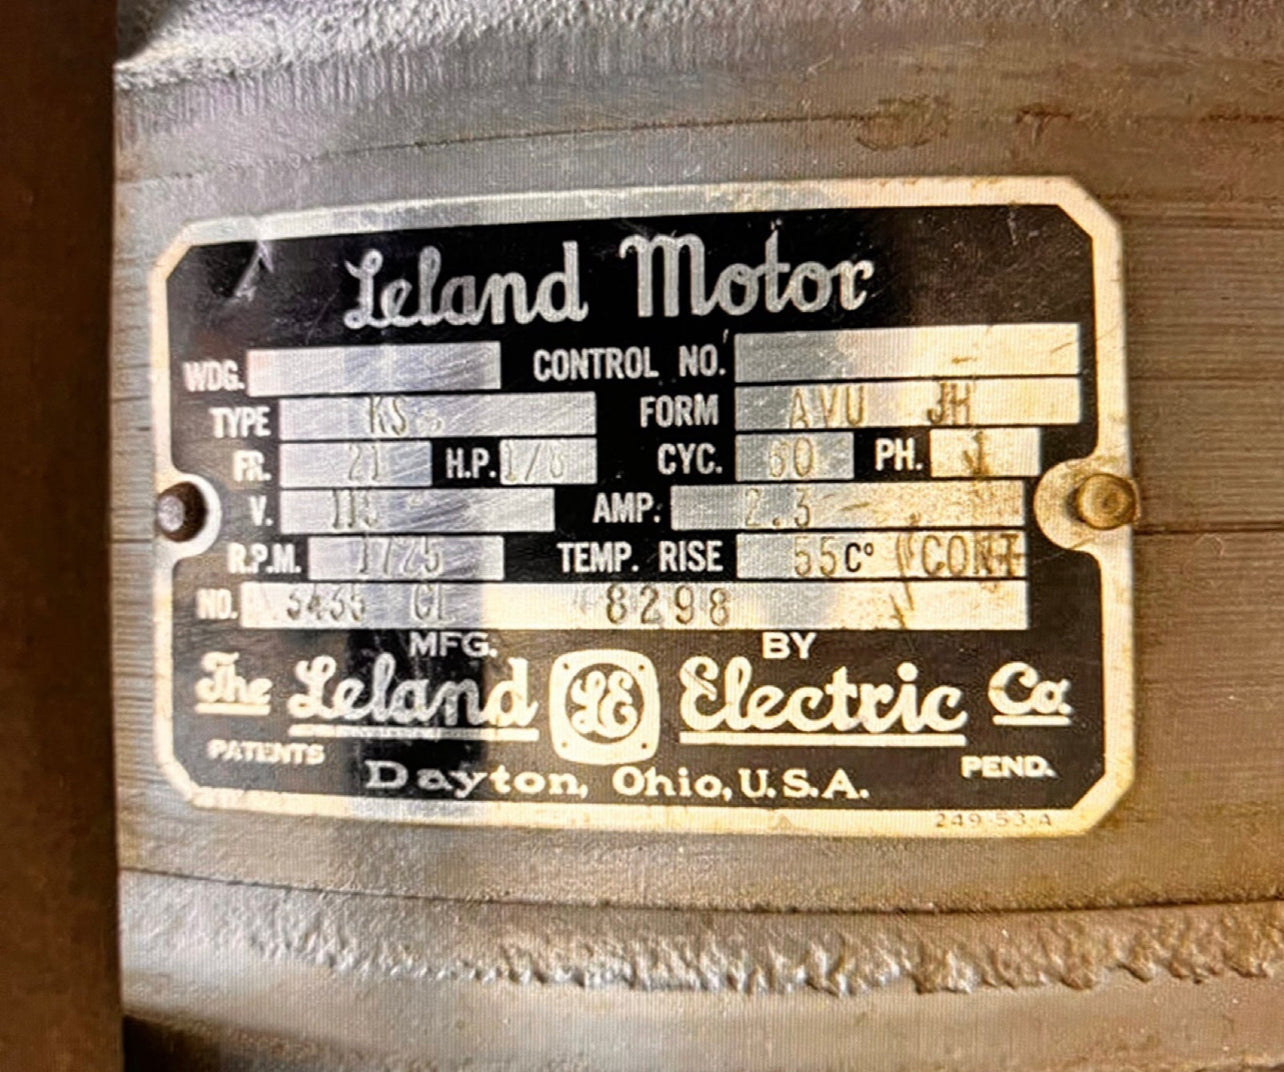 Leland Motor
WDG. CONTROL NO.
TYPE KS FORM AVU JH
FR. 21 H.P. 1/8 CYC. 60 PH. 1
V. 115 AMP. 2.3
R.P.M. 1725 TEMP. RISE 55C° CONT
NO. CL 8298
MFG. BY
The Leland LE Electric Co.
PATENTS PEND.
Dayton, Ohio, U.S.A.
249-53-A